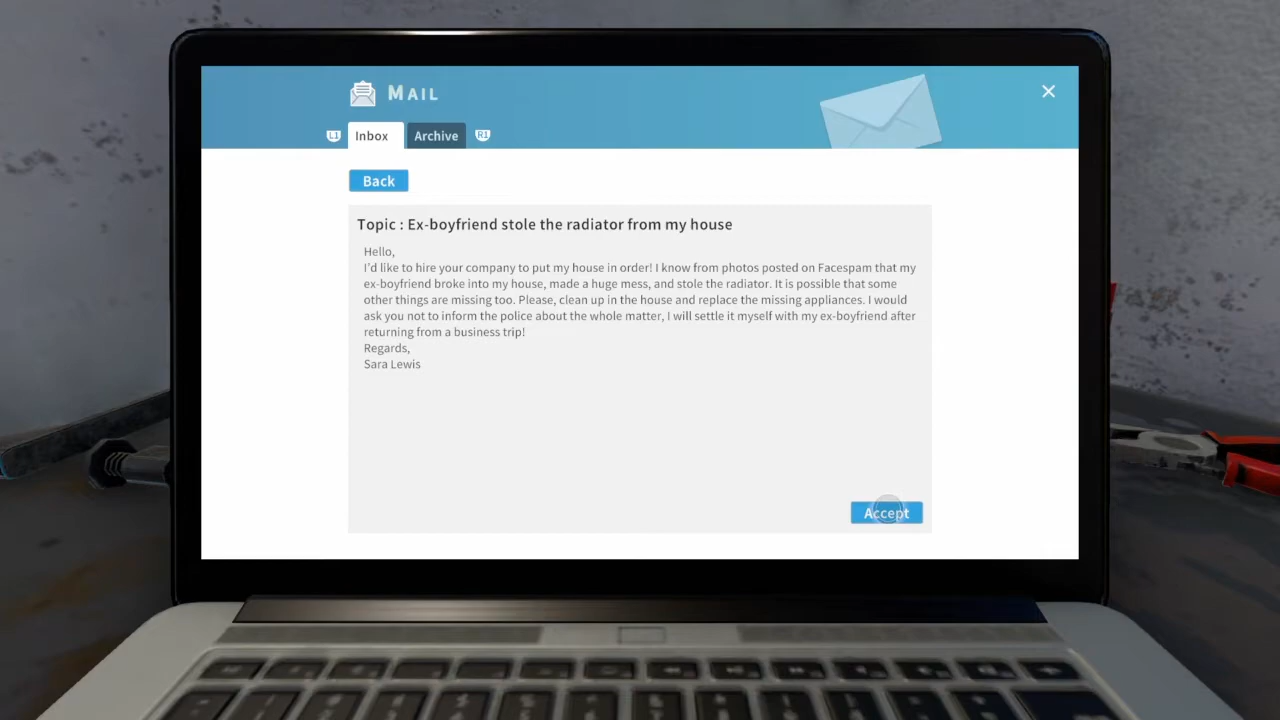 MAIL
L1 Inbox Archive R1
Back
Topic : Ex-boyfriend stole the radiator from my house
Hello,
I'd like to hire your company to put my house in order! I know from photos posted on Facespam that my
ex-boyfriend broke into my house, made a huge mess, and stole the radiator. It is possible that some
other things are missing too. Please, clean up in the house and replace the missing appliances. I would
ask you not to inform the police about the whole matter, I will settle it myself with my ex-boyfriend after
returning from a business trip!
Regards,
Sara Lewis
Accept